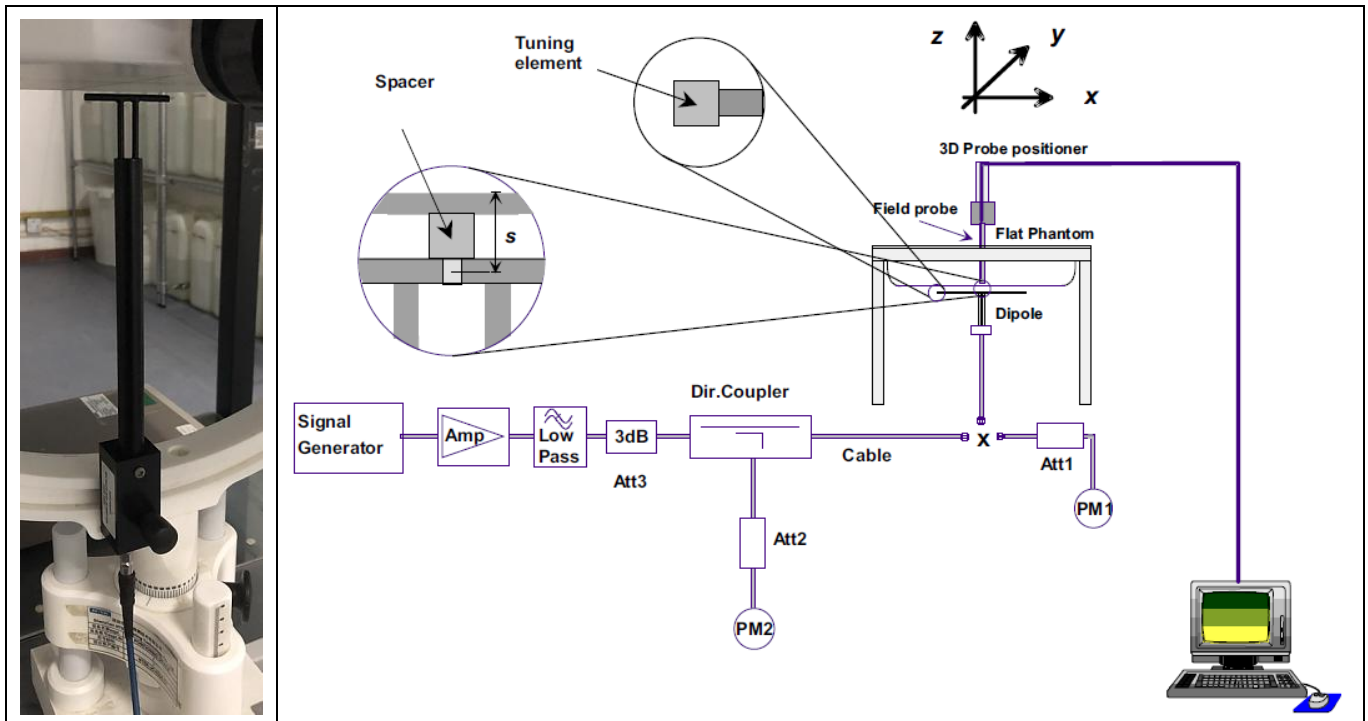 Tuning
element
Spacer
s
z
y
x
3D Probe positioner
Field probe
Flat Phantom
Dipole
Dir.Coupler
Signal
Generator
Amp
Low
Pass
3dB
Att3
Cable
x
Att1
PM1
Att2
PM2